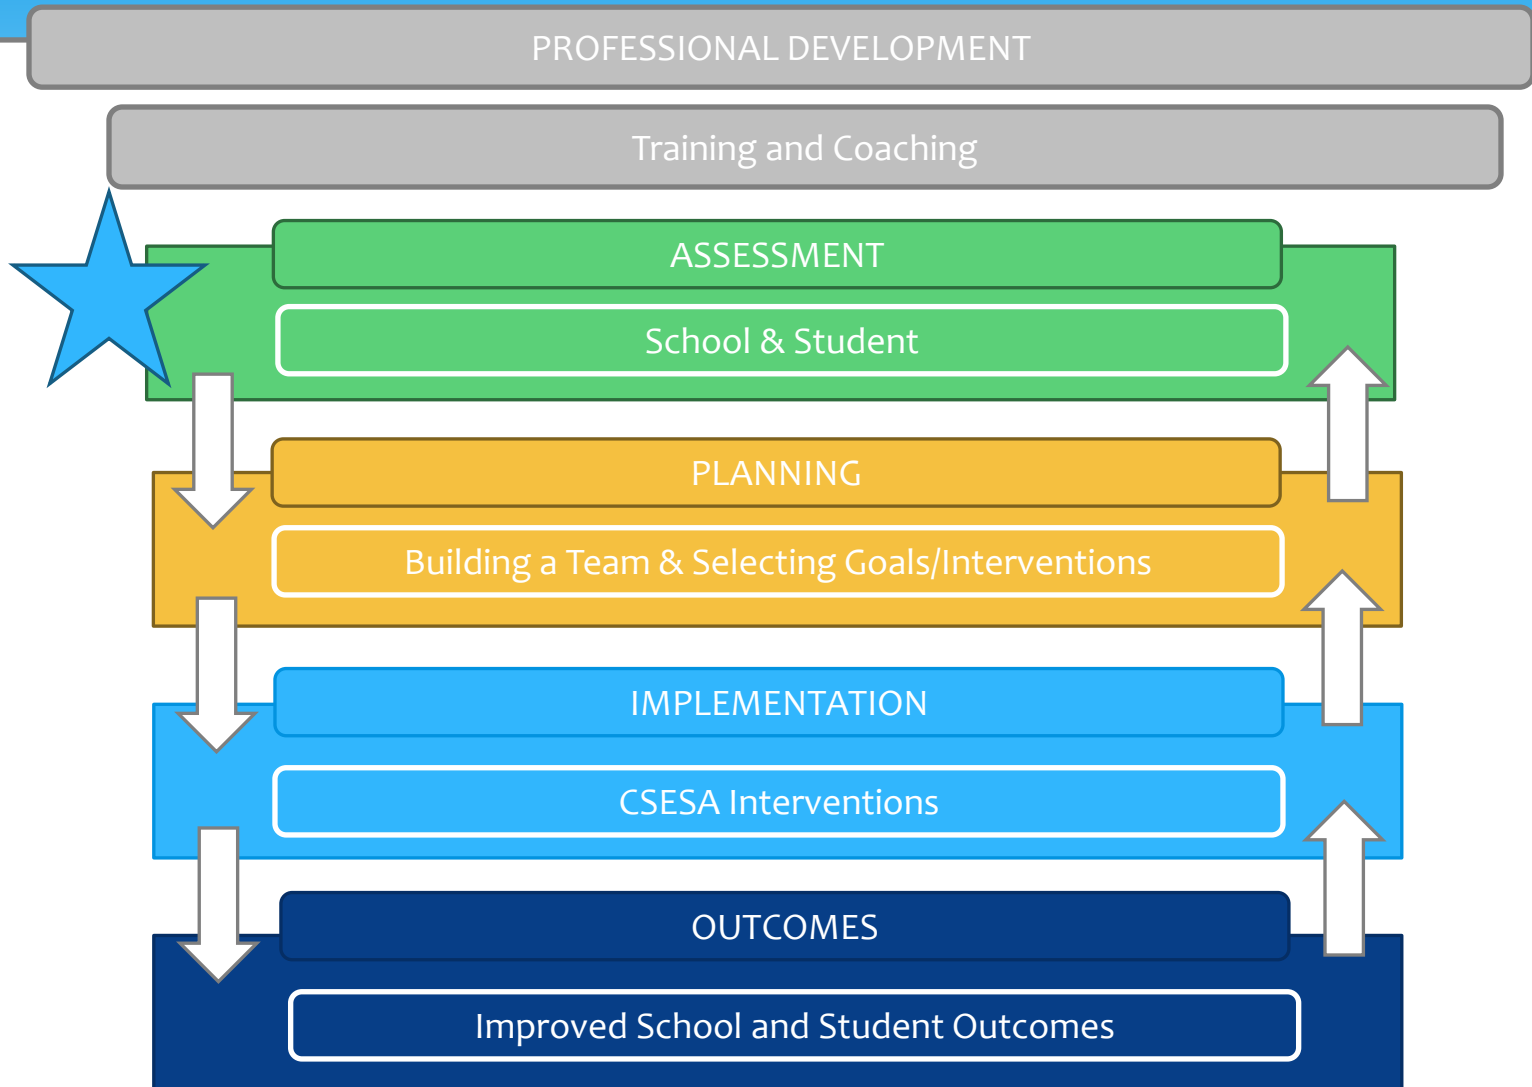 PROFESSIONAL DEVELOPMENT
Training and Coaching
ASSESSMENT
School & Student
PLANNING
Building a Team & Selecting Goals/Interventions
IMPLEMENTATION
CSESA Interventions
OUTCOMES
Improved School and Student Outcomes